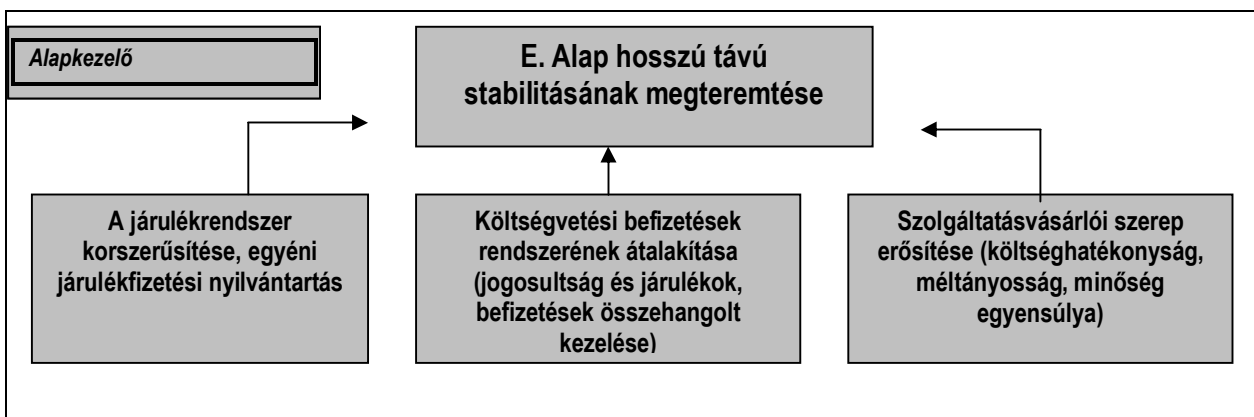 Alapkezelő
E. Alap hosszú távú
stabilitásának megteremtése
A járulékrendszer
korszerűsítése, egyéni
járulékfizetési nyilvántartás
Költségvetési befizetések
rendszerének átalakítása
(jogosultság és járulékok,
befizetések összehangolt
kezelése)
Szolgáltatásvásárlói szerep
erősítése (költséghatékonyság,
méltányosság, minőség
egyensúlya)